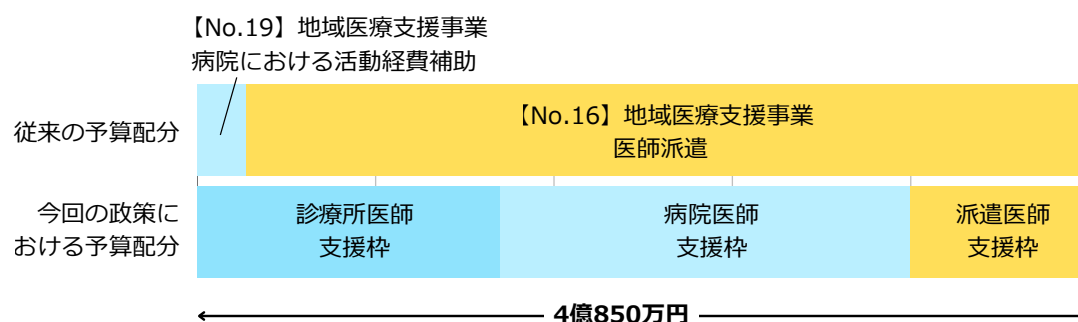 【No.19】地域医療支援事業
病院における活動経費補助
従来の予算配分
【No.16】地域医療支援事業
医師派遣
今回の政策に
おける予算配分
診療所医師
支援枠
病院医師
支援枠
派遣医師
支援枠
4億850万円